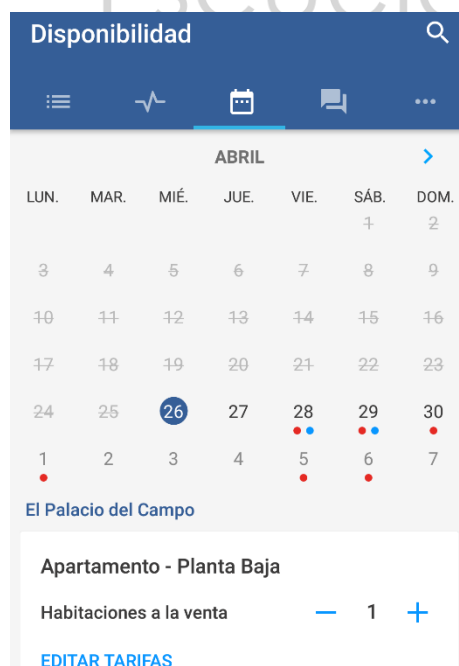 Disponibilidad
ABRIL
LUN. MAR. MIÉ. JUE. VIE. SÁB. DOM.
1 2
3 4 5 6 7 8 9
10 11 12 13 14 15 16
17 18 19 20 21 22 23
24 25 26 27 28 29 30
1 2 3 4 5 6 7
El Palacio del Campo
Apartamento - Planta Baja
Habitaciones a la venta 1
EDITAR TARIFAS